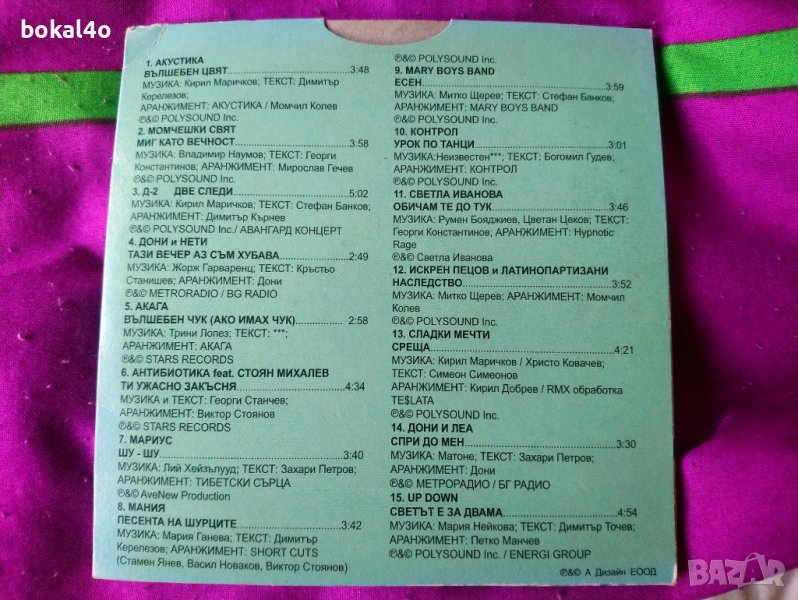 bokal4o
1. АКУСТИКА
ВЪЛШЕБЕН ЦВЯТ 3:48
МУЗИКА: Кирил Маричков; ТЕКСТ: Димитър
Керелезов;
АРАНЖИМЕНТ: АКУСТИКА / Момчил Колев
℗&© POLYSOUND Inc.
2. МОМЧЕШКИ СВЯТ
МИГ КАТО ВЕЧНОСТ 3:58
МУЗИКА: Владимир Наумов; ТЕКСТ: Георги
Константинов; АРАНЖИМЕНТ: Мирослав Гечев
℗&© POLYSOUND Inc.
3. Д-2 ДВЕ СЛЕДИ 5:02
МУЗИКА: Кирил Маричков; ТЕКСТ: Стефан Банков;
АРАНЖИМЕНТ: Димитър Кърнев
℗&© POLYSOUND Inc./ АВАНГАРД КОНЦЕРТ
4. ДОНИ и НЕТИ
ТАЗИ ВЕЧЕР АЗ СЪМ ХУБАВА 2:49
МУЗИКА: Жорж Гарваренц; ТЕКСТ: Кръстьо
Станишев; АРАНЖИМЕНТ: Дони
℗&© METRORADIO / BG RADIO
5. АКАГА
ВЪЛШЕБЕН ЧУК (АКО ИМАХ ЧУК) 2:58
МУЗИКА: Трини Лопез; ТЕКСТ: ***;
АРАНЖИМЕНТ: АКАГА
℗&© STARS RECORDS
6. АНТИБИОТИКА feat. СТОЯН МИХАЛЕВ
ТИ УЖАСНО ЗАКЪСНЯ 4:34
МУЗИКА и ТЕКСТ: Георги Станчев;
АРАНЖИМЕНТ: Виктор Стоянов
℗&© STARS RECORDS
7. МАРИУС
ШУ - ШУ 3:40
МУЗИКА: Лий Хейзълууд; ТЕКСТ: Захари Петров;
АРАНЖИМЕНТ: ТИБЕТСКИ СЪРЦА
℗&© AveNew Production
8. МАНИЯ
ПЕСЕНТА НА ЩУРЦИТЕ 3:42
МУЗИКА: Мария Ганева; ТЕКСТ: Димитър
Керелезов; АРАНЖИМЕНТ: SHORT CUTS
(Стамен Янев, Васил Новаков, Виктор Стоянов)
℗&© POLYSOUND Inc.
9. MARY BOYS BAND
ЕСЕН 3:59
МУЗИКА: Митко Щерев; ТЕКСТ: Стефан Банков;
АРАНЖИМЕНТ: MARY BOYS BAND
℗&© POLYSOUND Inc.
10. КОНТРОЛ
УРОК ПО ТАНЦИ 3:01
МУЗИКА:Неизвестен***; ТЕКСТ: Богомил Гудев;
АРАНЖИМЕНТ: КОНТРОЛ
℗&© POLYSOUND Inc.
11. СВЕТЛА ИВАНОВА
ОБИЧАМ ТЕ ДО ТУК 3:46
МУЗИКА: Румен Бояджиев, Цветан Цеков; ТЕКСТ:
Георги Константинов; АРАНЖИМЕНТ: Hypnotic
Rage
℗&© Светла Иванова
12. ИСКРЕН ПЕЦОВ и ЛАТИНОПАРТИЗАНИ
НАСЛЕДСТВО 3:52
МУЗИКА: Митко Щерев; АРАНЖИМЕНТ: Момчил
Колев
℗&© POLYSOUND Inc.
13. СЛАДКИ МЕЧТИ
СРЕЩА 4:21
МУЗИКА: Кирил Маричков / Христо Ковачев;
ТЕКСТ: Симеон Симеонов
АРАНЖИМЕНТ: Кирил Добрев / RMX обработка
TE$LATA
℗&© POLYSOUND Inc.
14. ДОНИ И ЛЕА
СПРИ ДО МЕН 3:30
МУЗИКА: Матоне; ТЕКСТ: Захари Петров;
АРАНЖИМЕНТ: Дони
℗&© МЕТРОРАДИО / БГ РАДИО
15. UP DOWN
СВЕТЪТ Е ЗА ДВАМА 4:54
МУЗИКА: Мария Нейкова; ТЕКСТ: Димитър Точев;
АРАНЖИМЕНТ: Петко Манчев
℗&© POLYSOUND Inc. / ENERGI GROUP
℗&© А Дизайн ЕООД
BAZAR